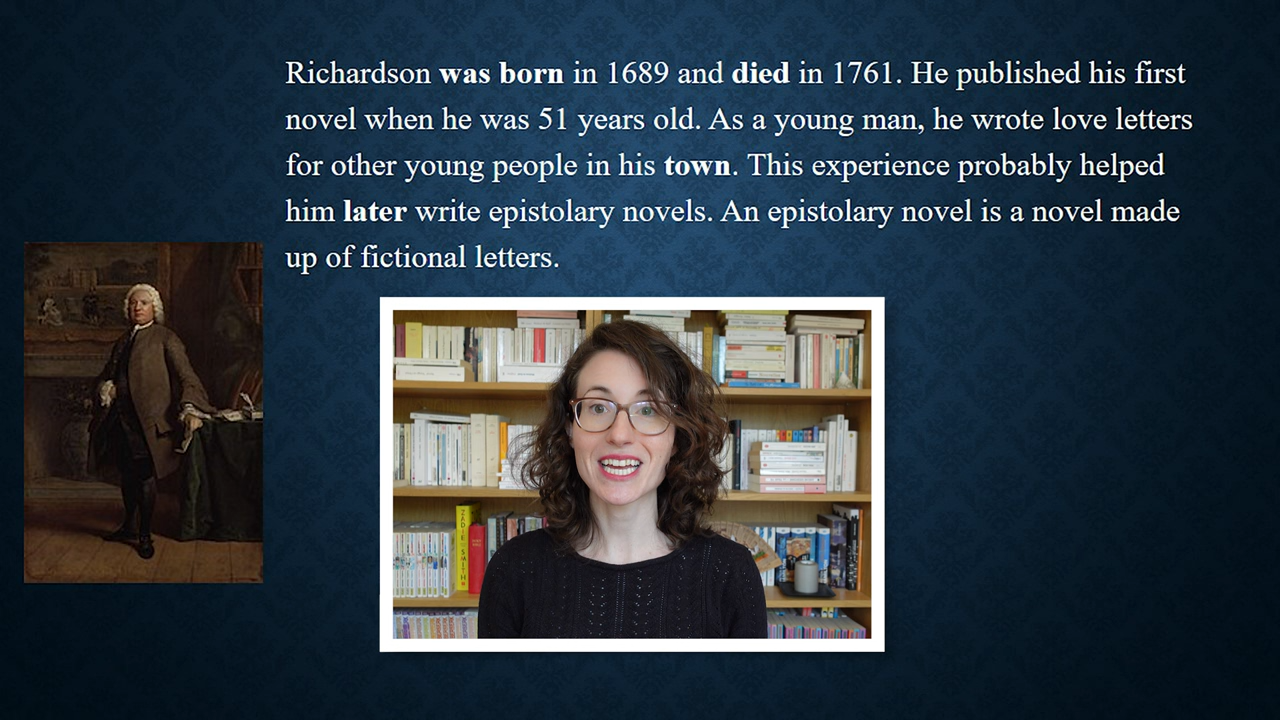 Richardson was born in 1689 and died in 1761. He published his first
novel when he was 51 years old. As a young man, he wrote love letters
for other young people in his town. This experience probably helped
him later write epistolary novels. An epistolary novel is a novel made
up of fictional letters.
ZADIE SMITH